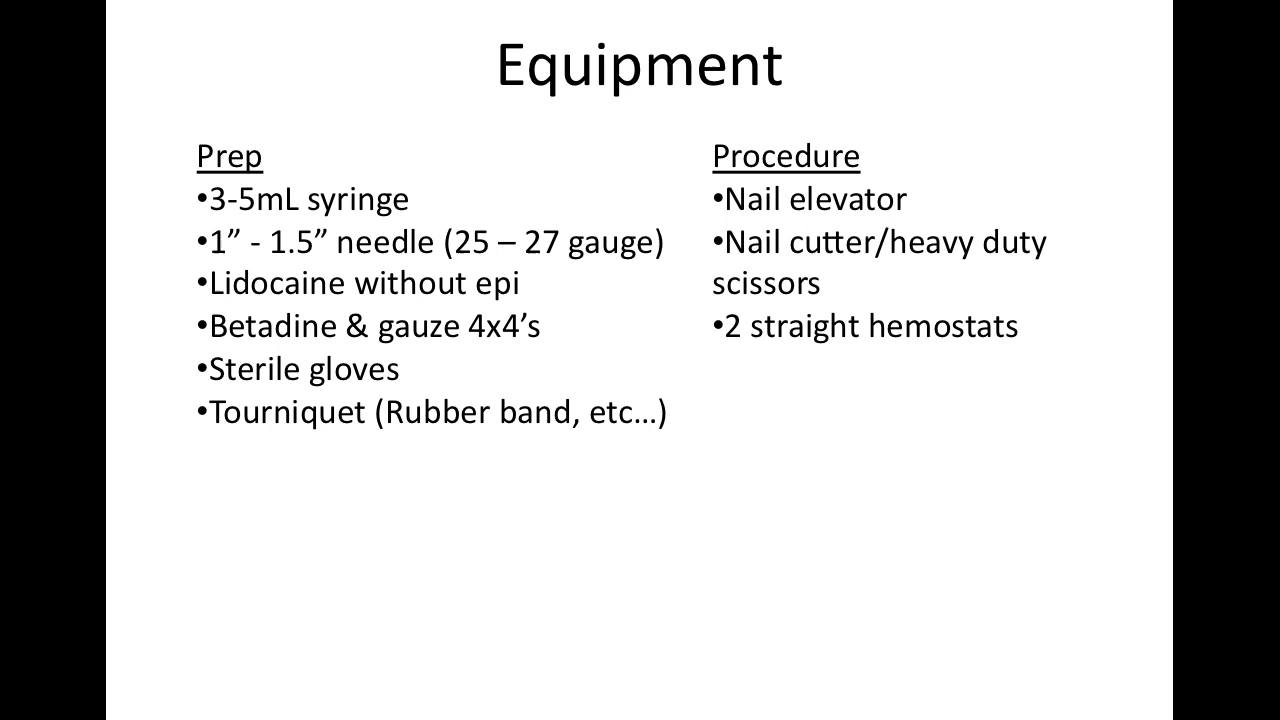 Equipment
Prep
•3-5mL syringe
•1” - 1.5” needle (25 – 27 gauge)
•Lidocaine without epi
•Betadine & gauze 4x4’s
•Sterile gloves
•Tourniquet (Rubber band, etc…)
Procedure
•Nail elevator
•Nail cutter/heavy duty
scissors
•2 straight hemostats